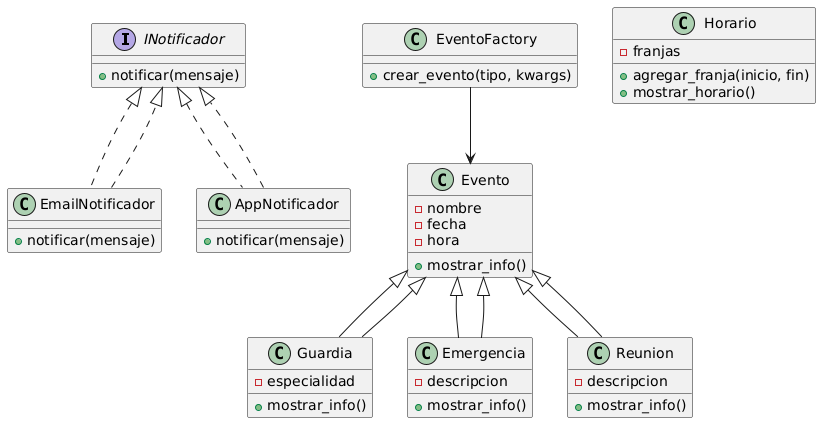 I INotificador
notificar(mensaje)
C EventoFactory
crear_evento(tipo, kwargs)
C Horario
franjas
agregar_franja(inicio, fin)
mostrar_horario()
C EmailNotificador
notificar(mensaje)
C AppNotificador
notificar(mensaje)
C Evento
nombre
fecha
hora
mostrar_info()
C Guardia
especialidad
mostrar_info()
C Emergencia
descripcion
mostrar_info()
C Reunion
descripcion
mostrar_info()